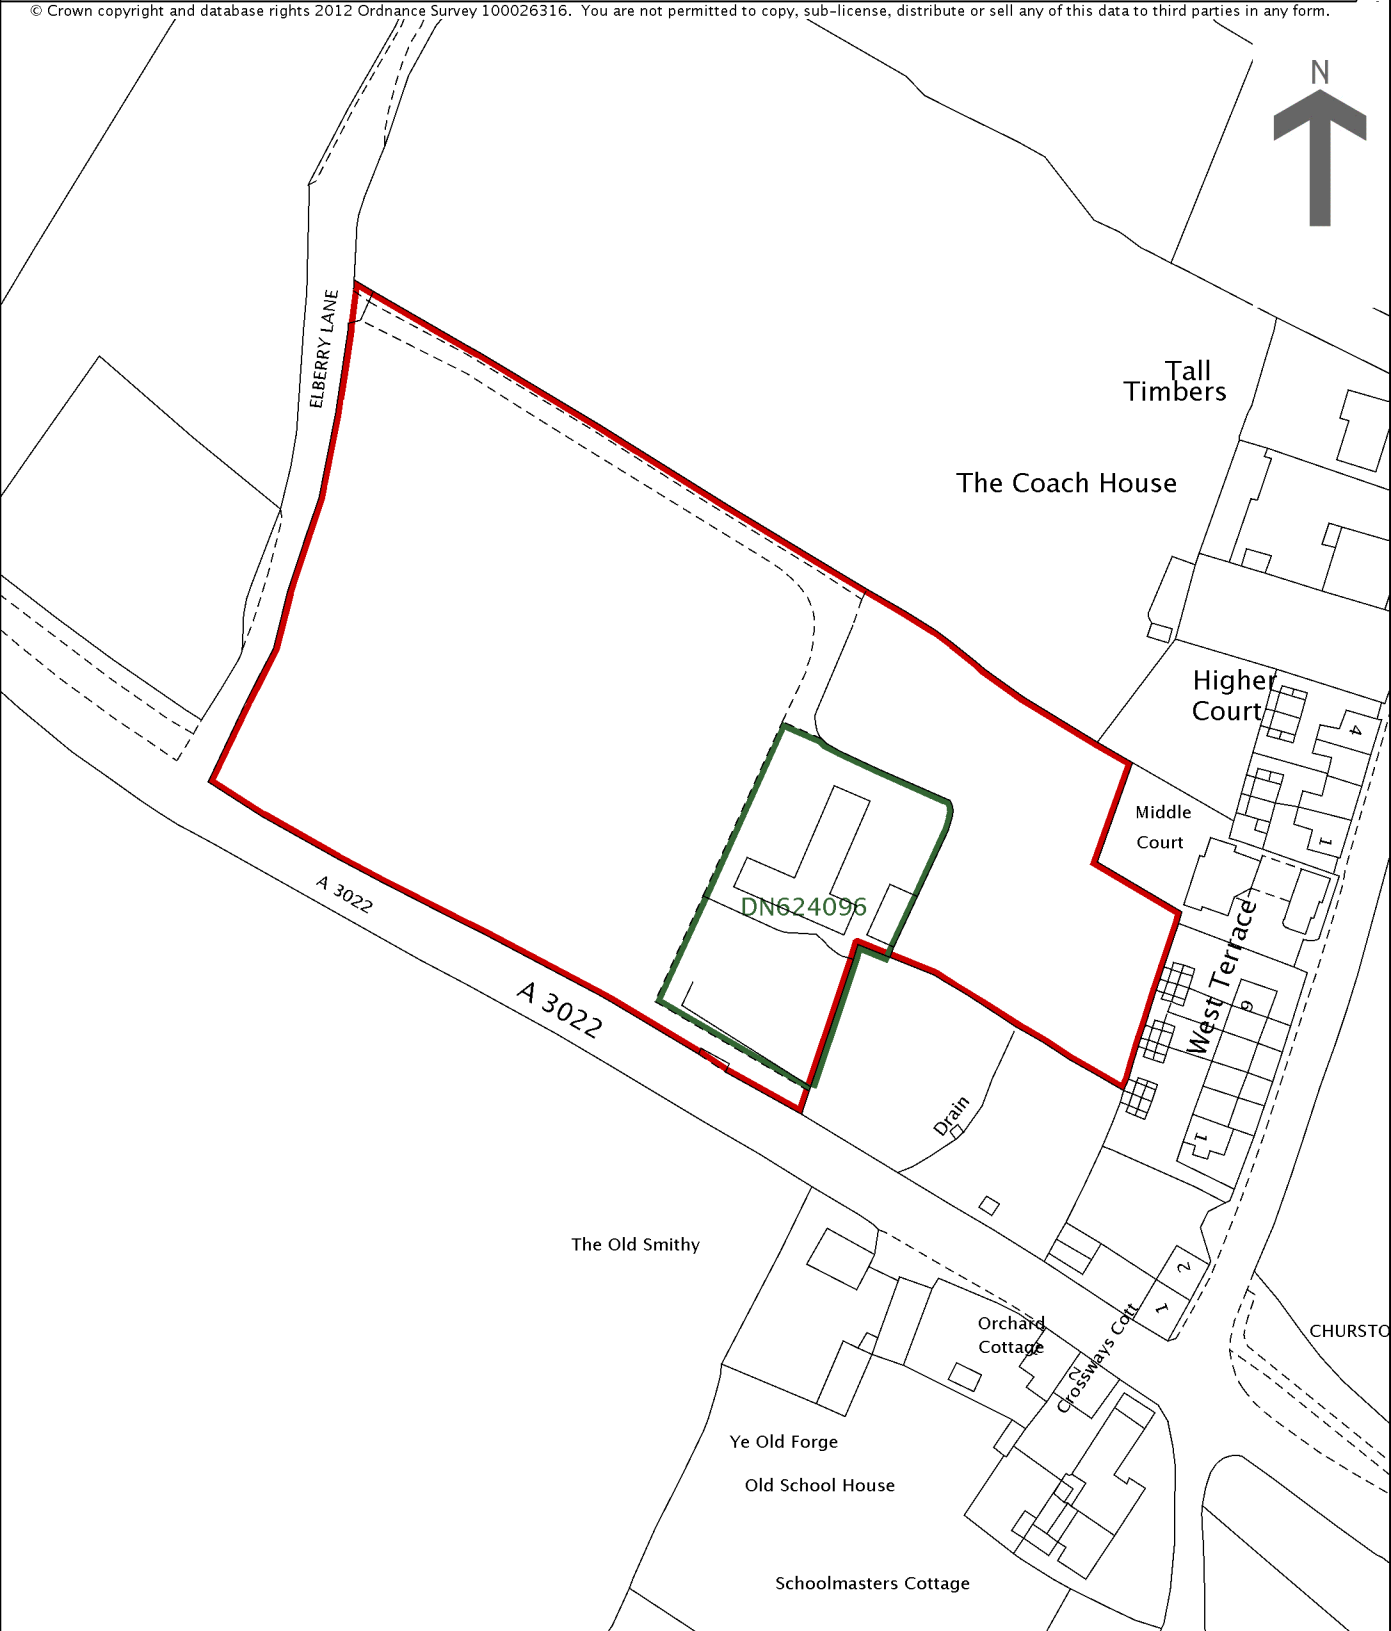 © Crown copyright and database rights 2012 Ordnance Survey 100026316. You are not permitted to copy, sub-license, distribute or sell any of this data to third parties in any form.
N
ELBERRY LANE
Tall
Timbers
The Coach House
Higher
Court
4
Middle
Court
1
A 3022
DN624096
West Terrace
6
A 3022
Drain
1
The Old Smithy
2
1
Orchard
Cottage
CHURSTO
Crossways Cott
2
Ye Old Forge
Old School House
Schoolmasters Cottage